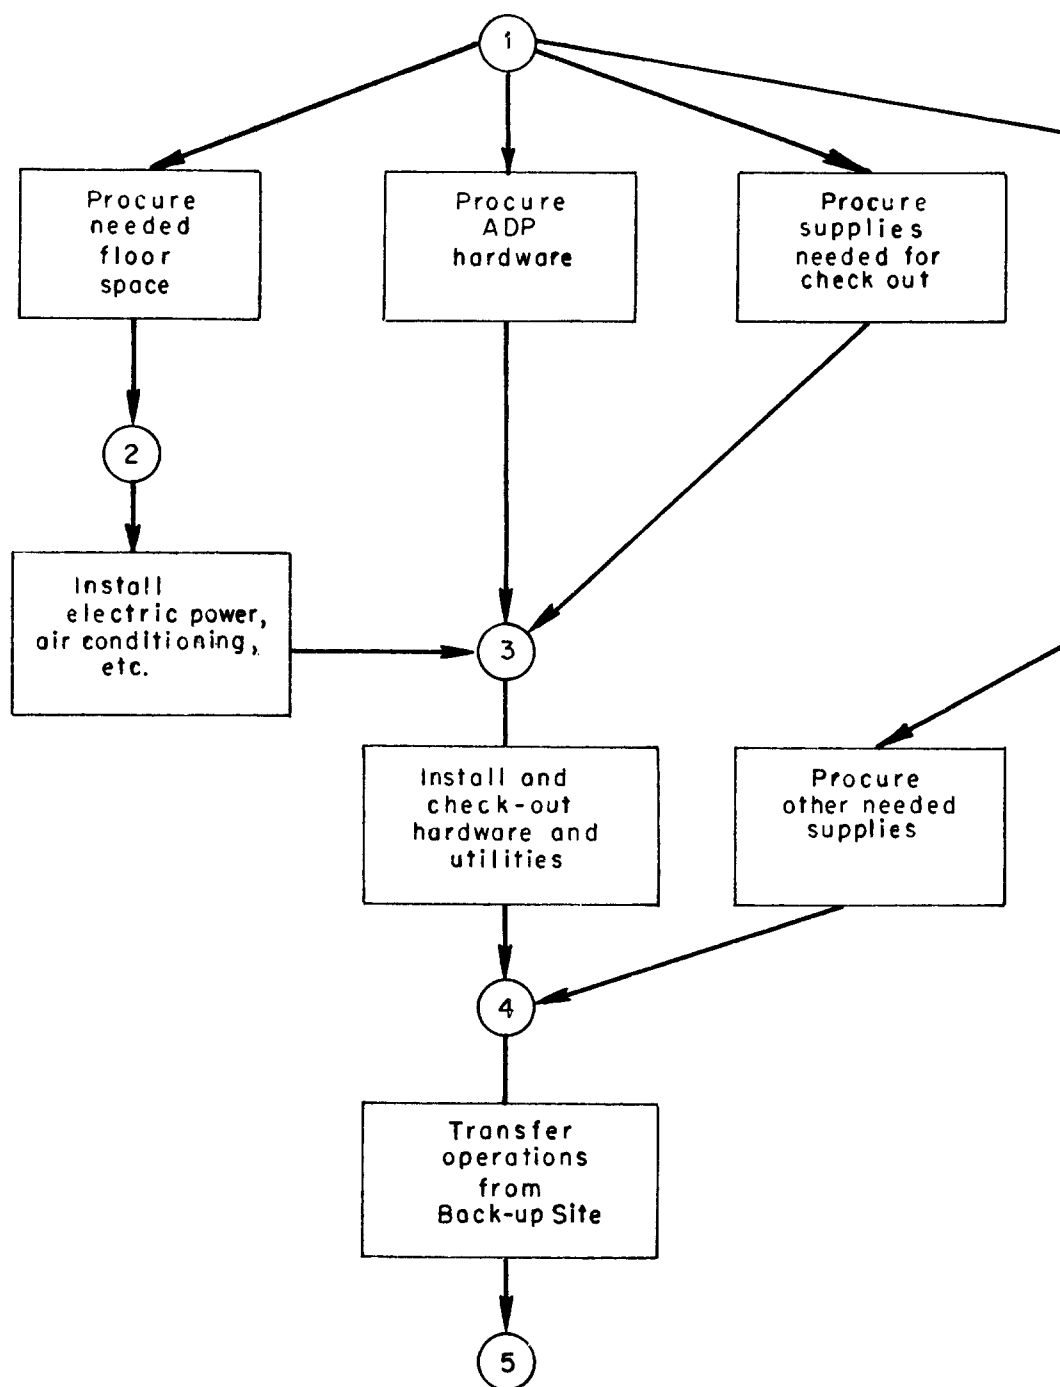 1
Procure
needed
floor
space
Procure
ADP
hardware
Procure
supplies
needed for
check out
2
Install
electric power,
air conditioning,
etc.
3
Install and
check-out
hardware and
utilities
Procure
other needed
supplies
4
Transfer
operations
from
Back-up Site
5